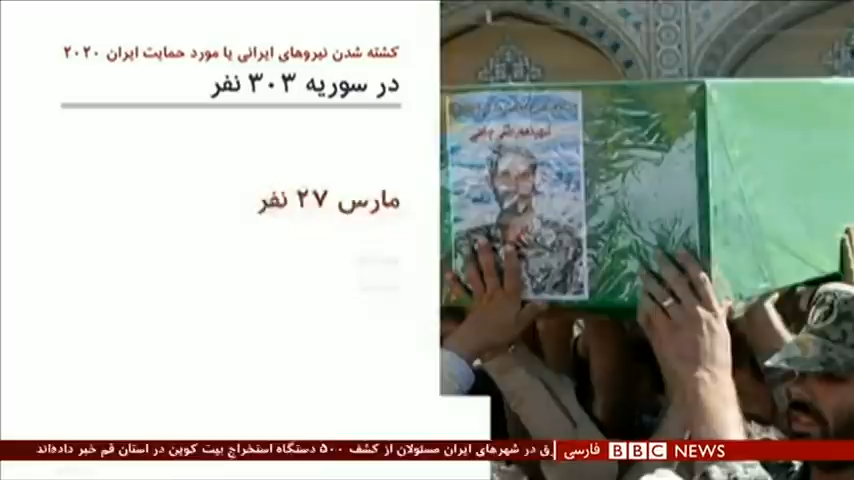 کشته شدن نیروهای ایرانی یا مورد حمایت ایران ۲۰۲۰
در سوریه ۳۰۳ نفر
مارس ۲۷ نفر
ق در شهرهای ایران مسئولان از کشف ۵۰۰ دستگاه استخراج بیت کوین در استان قم خبر داده‌اند
BBC NEWS فارسی